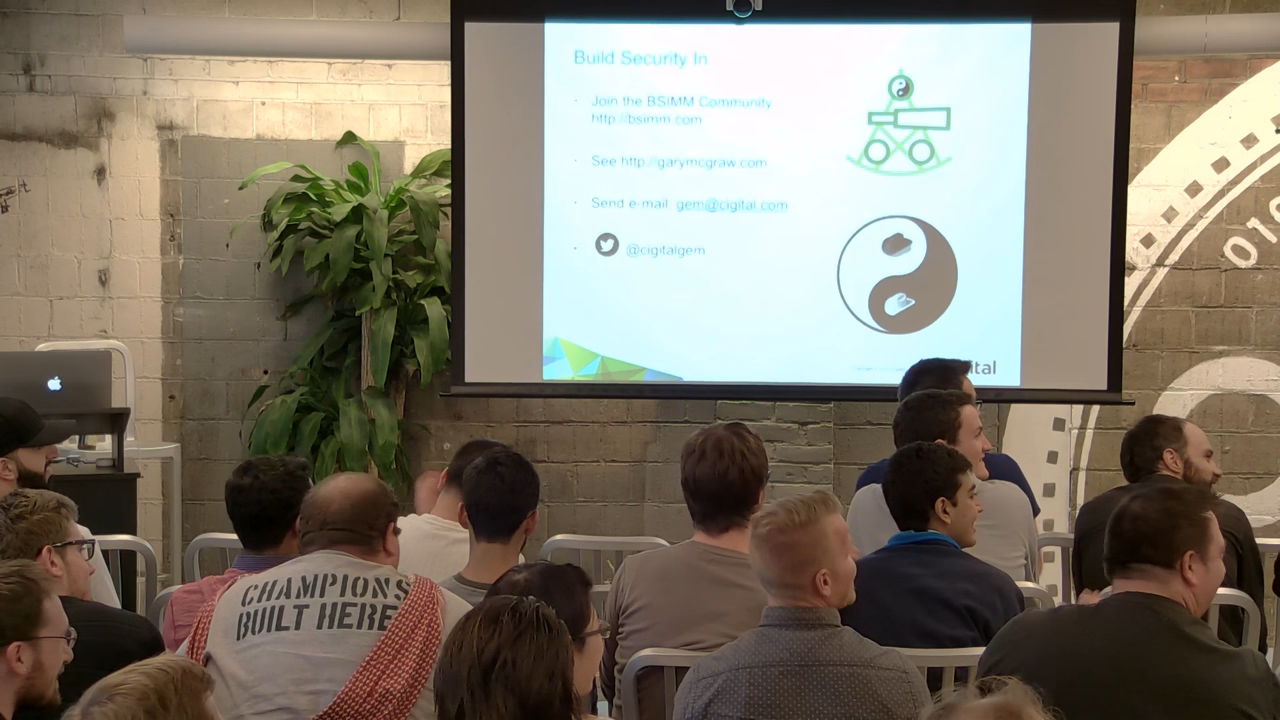 Build Security In
· Join the BSIMM Community
http://bsimm.com
· See http://garymcgraw.com
· Send e-mail: gem@cigital.com
· @cigitalgem
ital
010
CHAMPIONS
BUILT HERE